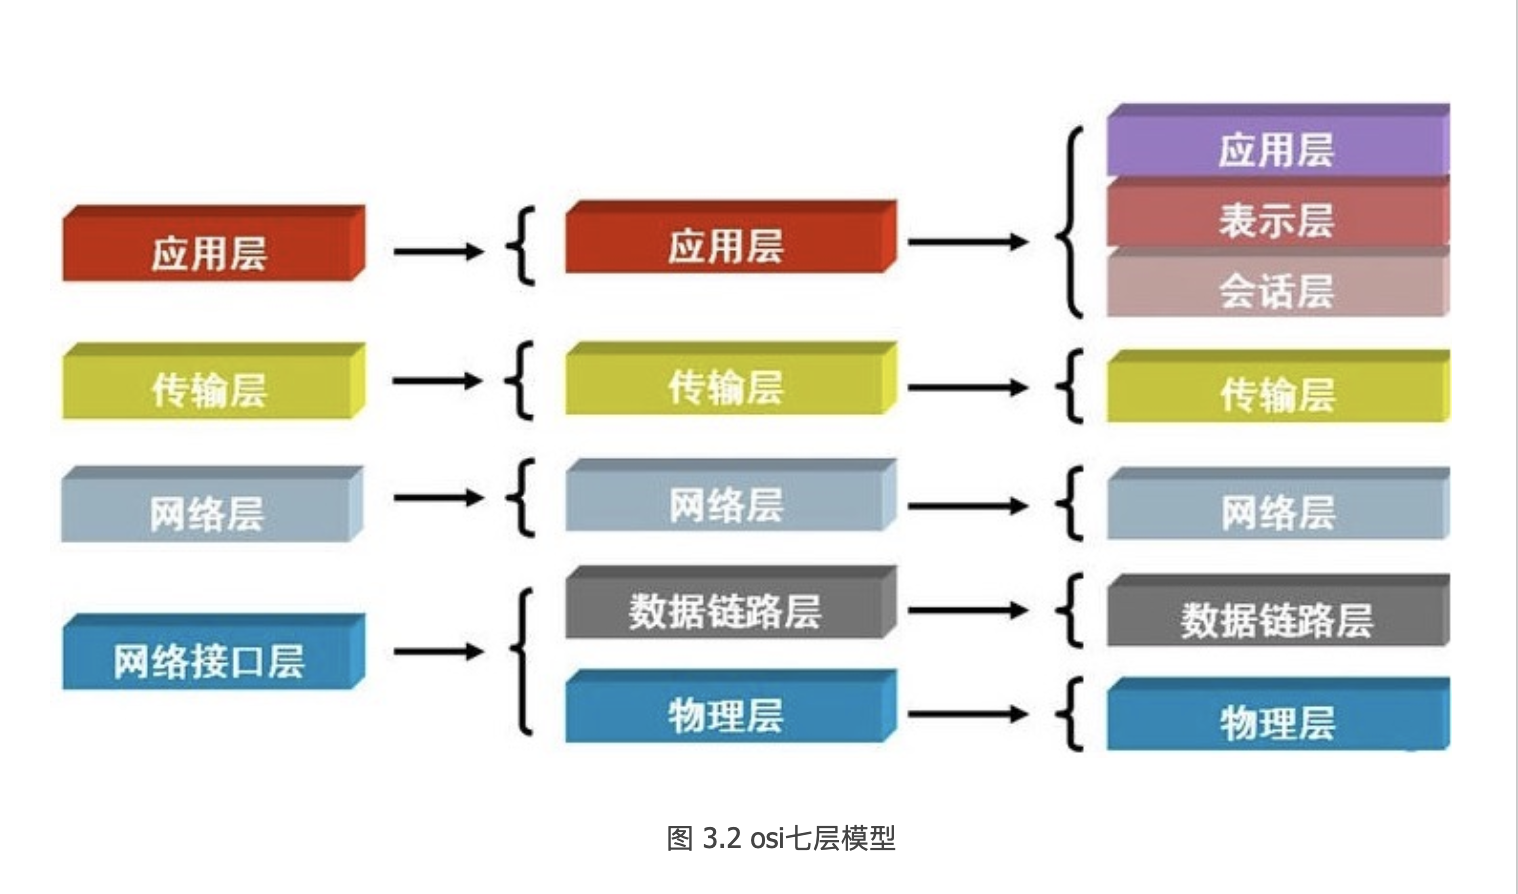 应用层
传输层
网络层
网络接口层
应用层
传输层
网络层
数据链路层
物理层
应用层
表示层
会话层
传输层
网络层
数据链路层
物理层
图 3.2 osi七层模型